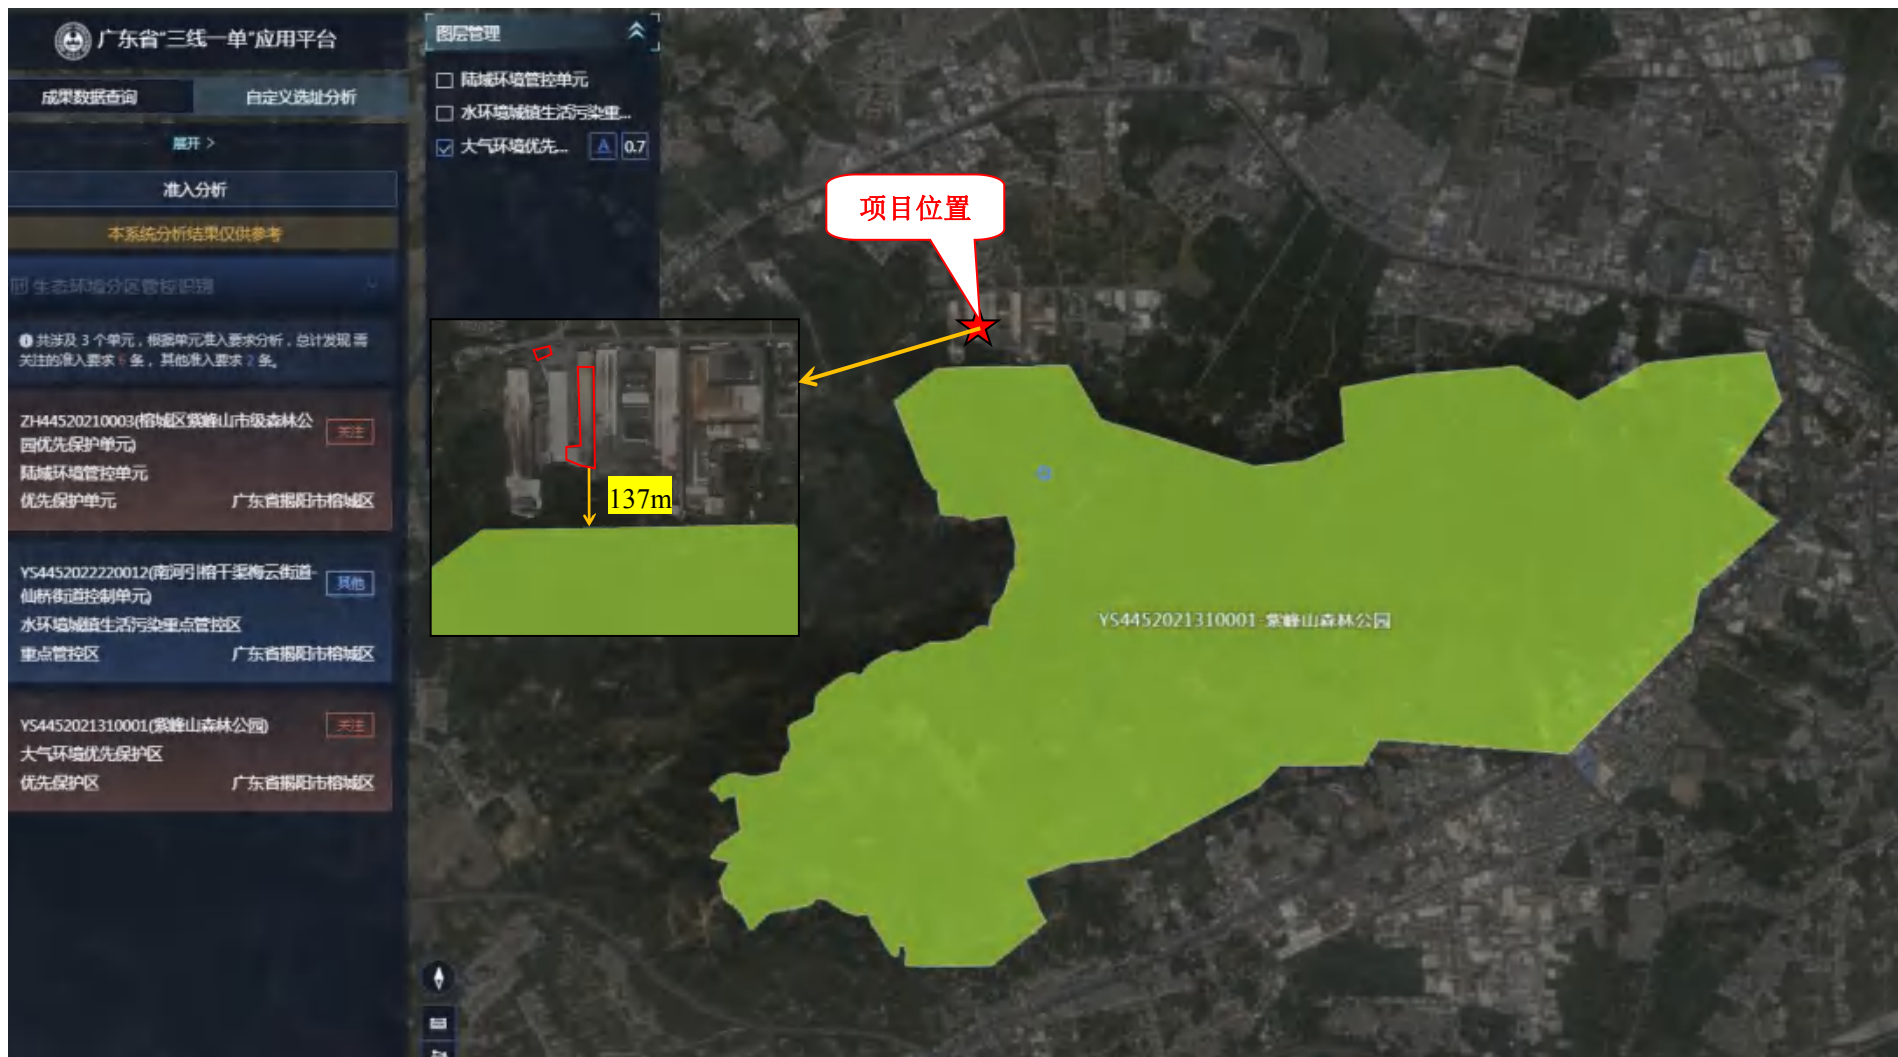 广东省"三线一单"应用平台
成果数据查询
自定义选址分析
展开 >
准入分析
本系统分析结果仅供参考
生态环境分区管控识别
共涉及 3 个单元，根据单元准入要求分析，总计发现 需
关注的准入要求 6 条，其他准入要求 2 条。
ZH44520210003(榕城区紫峰山市级森林公
园优先保护单元)
关注
陆域环境管控单元
优先保护单元
广东省揭阳市榕城区
YS4452022220012(南河引榕干渠梅云街道-
仙桥街道控制单元)
其他
水环境城镇生活污染重点管控区
重点管控区
广东省揭阳市榕城区
YS4452021310001(紫峰山森林公园)
关注
大气环境优先保护区
优先保护区
广东省揭阳市榕城区
图层管理
陆域环境管控单元
水环境城镇生活污染重...
大气环境优先...
A
0.7
项目位置
137m
YS4452021310001-紫峰山森林公园